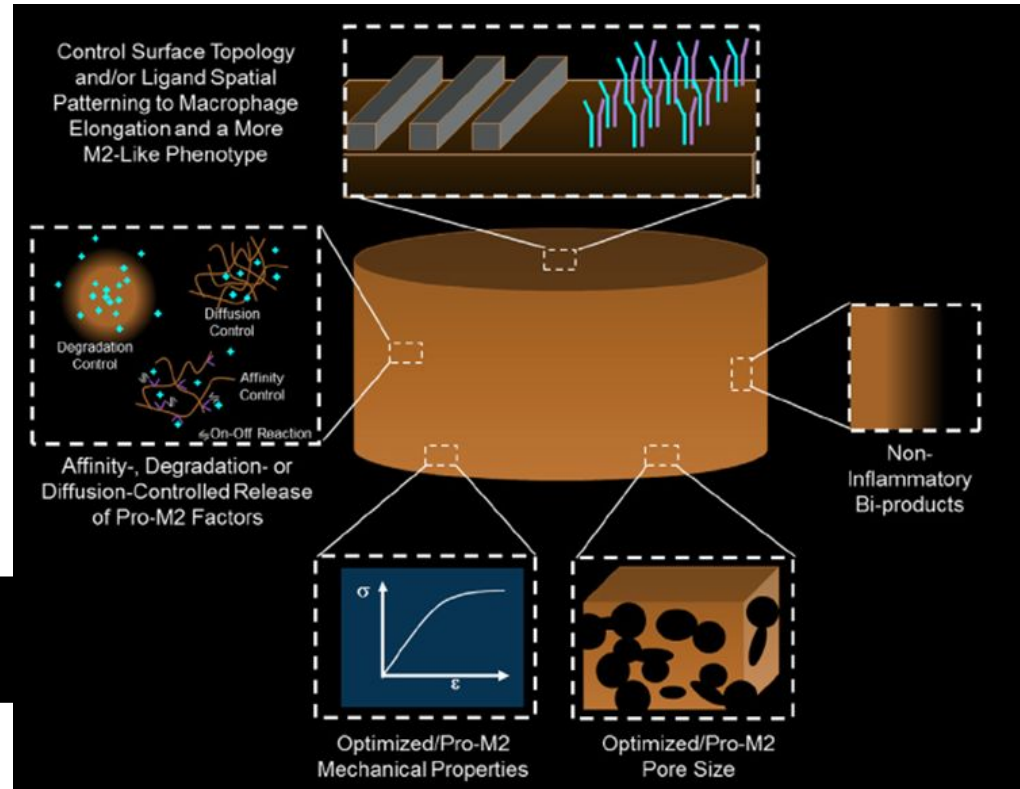 Control Surface Topology
and/or Ligand Spatial
Patterning to Macrophage
Elongation and a More
M2-Like Phenotype
Diffusion
Control
Degradation
Control
Affinity
Control
⇋On-Off Reaction
Affinity-, Degradation- or
Diffusion-Controlled Release
of Pro-M2 Factors
Non-
Inflammatory
Bi-products
σ
ε
Optimized/Pro-M2
Mechanical Properties
Optimized/Pro-M2
Pore Size